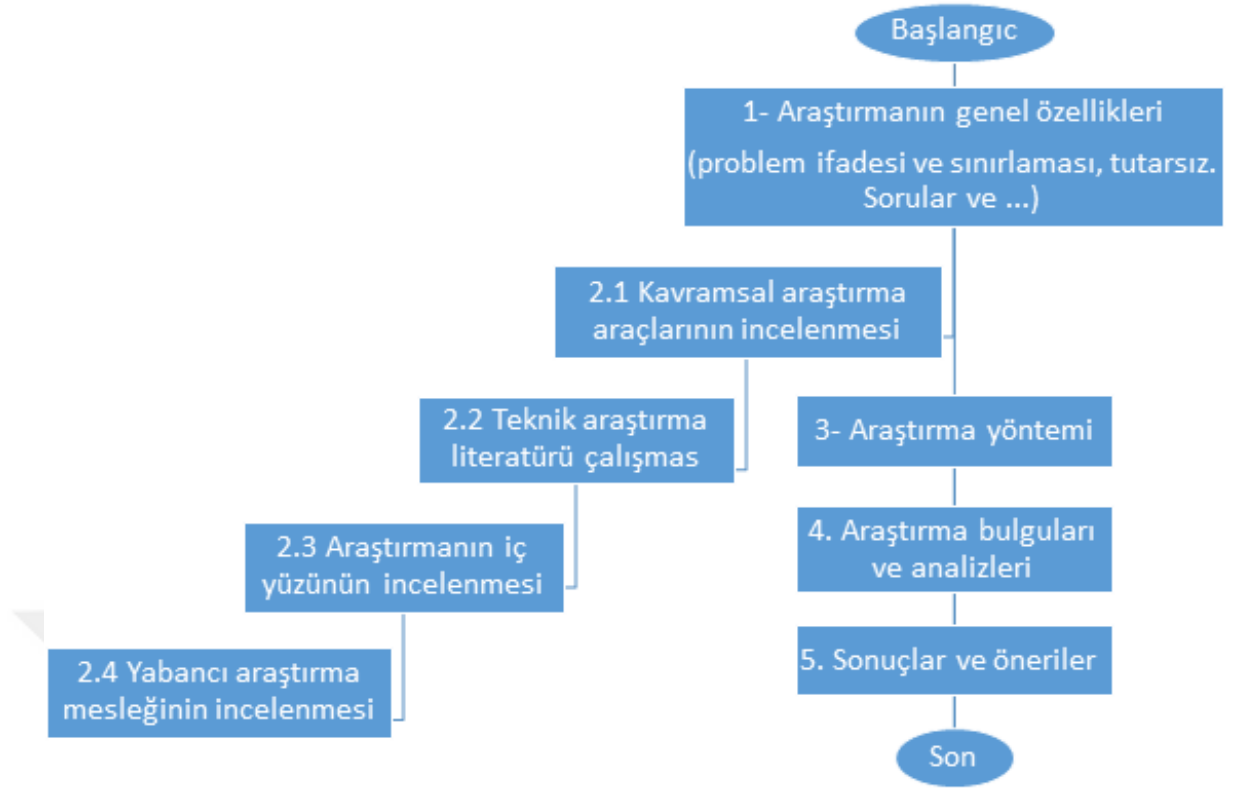 Başlangıc
1- Araştırmanın genel özellikleri
(problem ifadesi ve sınırlaması, tutarsız.
Sorular ve ...)
2.1 Kavramsal araştırma
araçlarının incelenmesi
2.2 Teknik araştırma
literatürü çalışmas
2.3 Araştırmanın iç
yüzünün incelenmesi
2.4 Yabancı araştırma
mesleğinin incelenmesi
3- Araştırma yöntemi
4. Araştırma bulguları
ve analizleri
5. Sonuçlar ve öneriler
Son